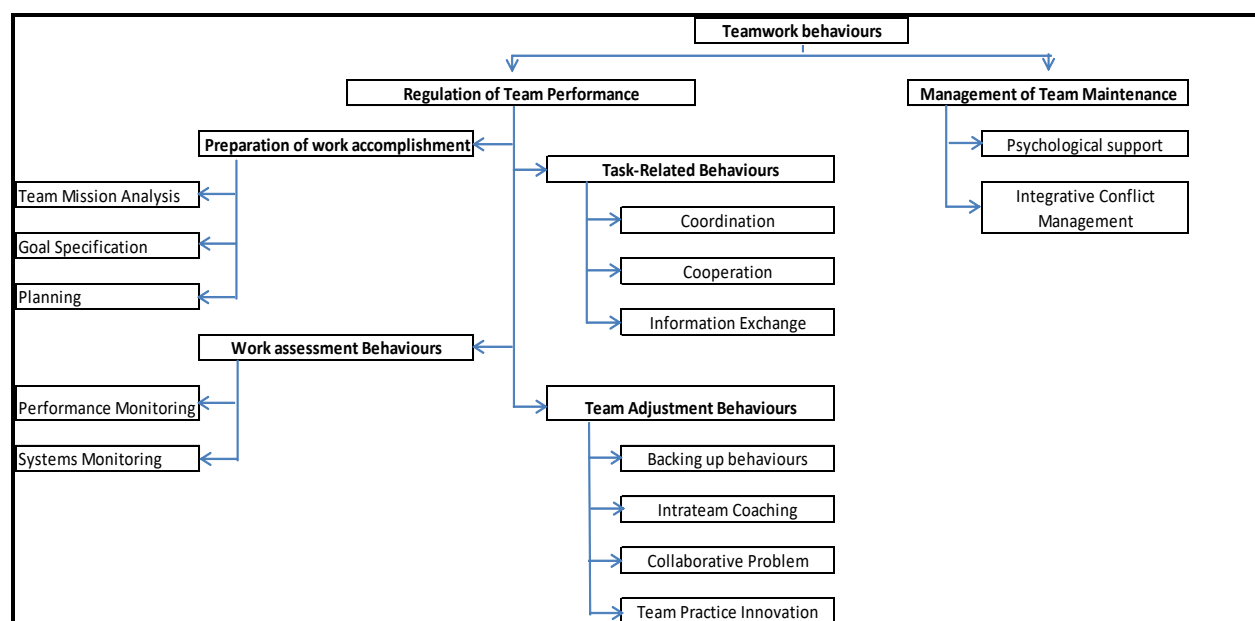 Teamwork behaviours
Regulation of Team Performance
Management of Team Maintenance
Preparation of work accomplishment
Psychological support
Task-Related Behaviours
Team Mission Analysis
Integrative Conflict
Management
Coordination
Goal Specification
Cooperation
Planning
Information Exchange
Work assessment Behaviours
Performance Monitoring
Team Adjustment Behaviours
Systems Monitoring
Backing up behaviours
Intrateam Coaching
Collaborative Problem
Team Practice Innovation